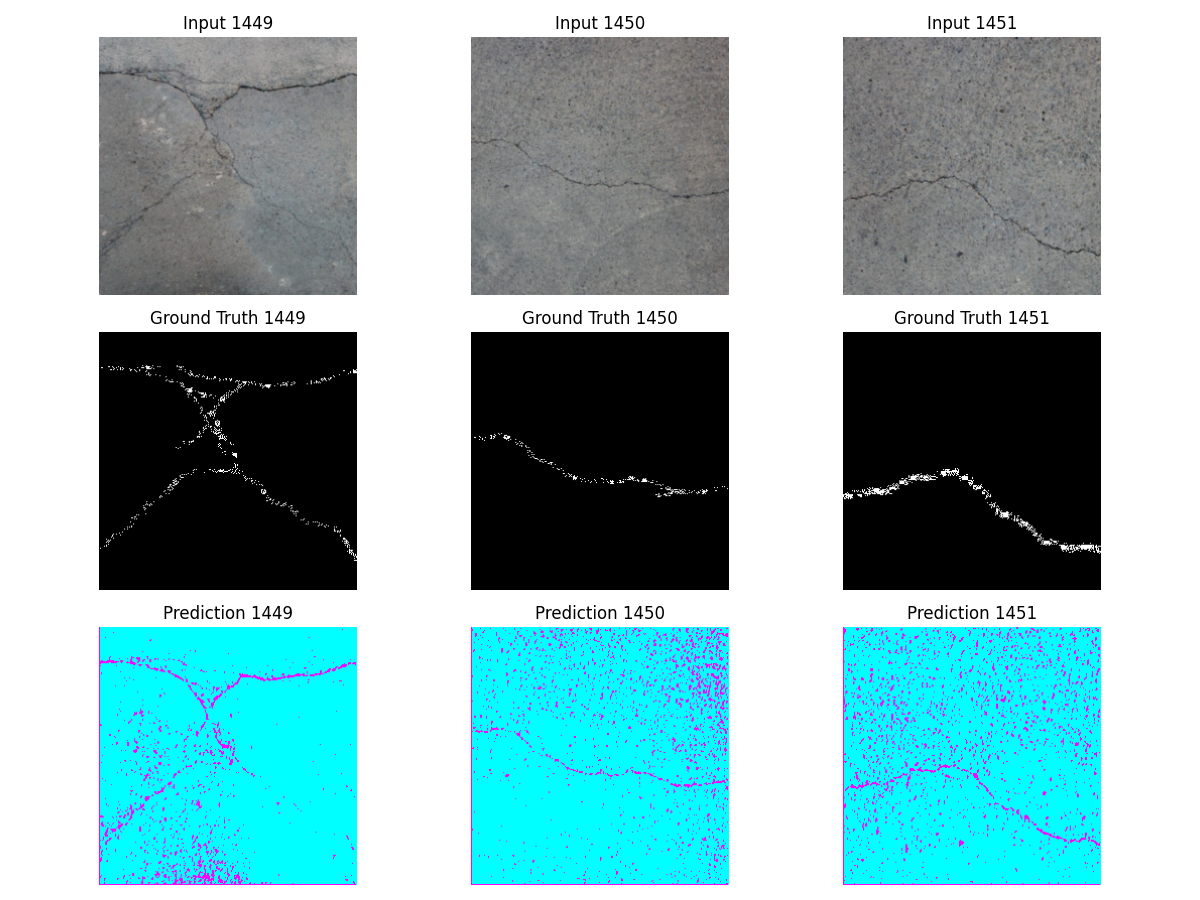 Input 1449
Input 1450
Input 1451
Ground Truth 1449
Ground Truth 1450
Ground Truth 1451
Prediction 1449
Prediction 1450
Prediction 1451